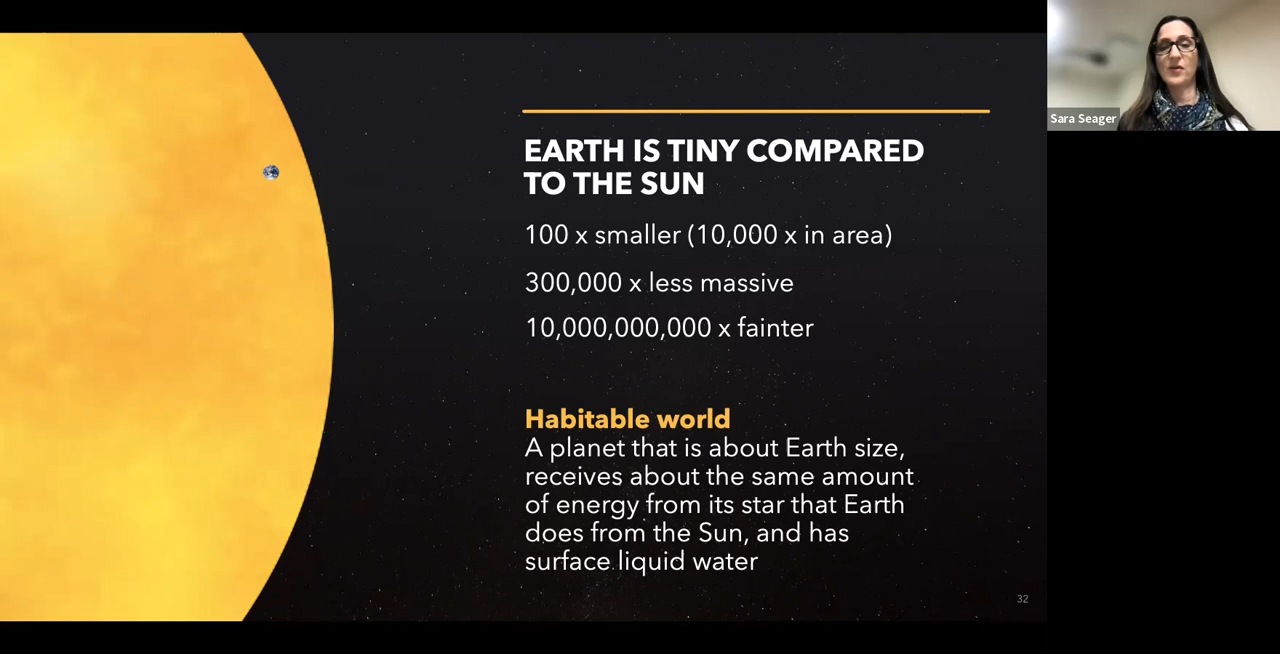 EARTH IS TINY COMPARED
TO THE SUN
100 x smaller (10,000 x in area)
300,000 x less massive
10,000,000,000 x fainter
Habitable world
A planet that is about Earth size,
receives about the same amount
of energy from its star that Earth
does from the Sun, and has
surface liquid water
32
Sara Seager